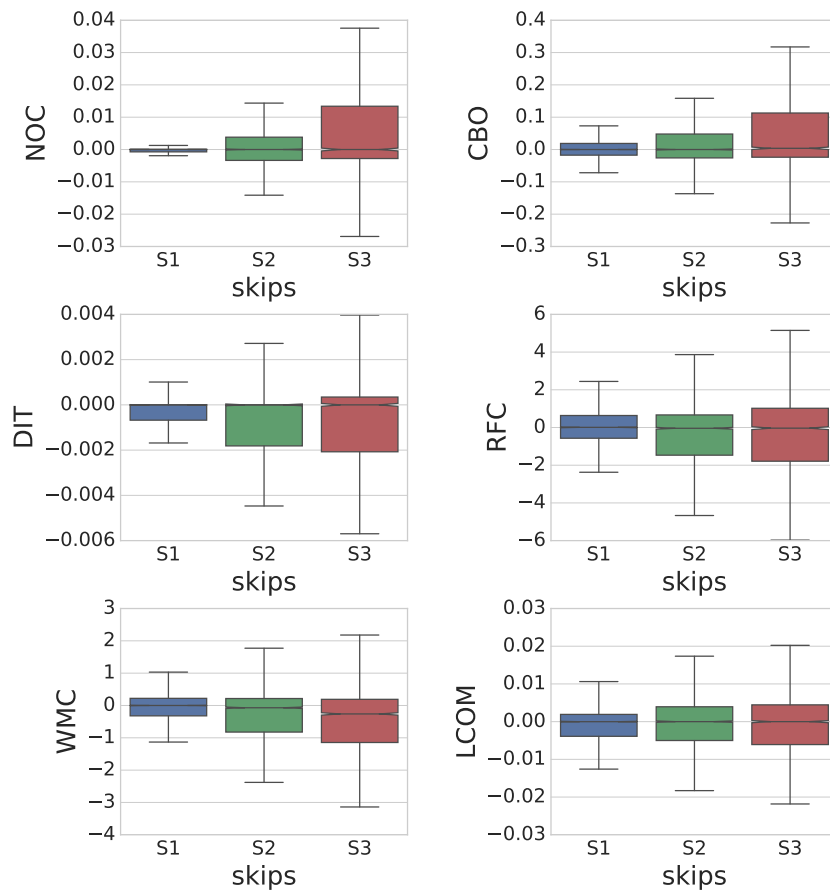 NOC
0.04
0.03
0.02
0.01
0.00
−0.01
−0.02
−0.03
S1 S2 S3
skips
CBO
0.4
0.3
0.2
0.1
0.0
−0.1
−0.2
−0.3
S1 S2 S3
skips
DIT
0.004
0.002
0.000
−0.002
−0.004
−0.006
S1 S2 S3
skips
RFC
6
4
2
0
−2
−4
−6
S1 S2 S3
skips
WMC
3
2
1
0
−1
−2
−3
−4
S1 S2 S3
skips
LCOM
0.03
0.02
0.01
0.00
−0.01
−0.02
−0.03
S1 S2 S3
skips